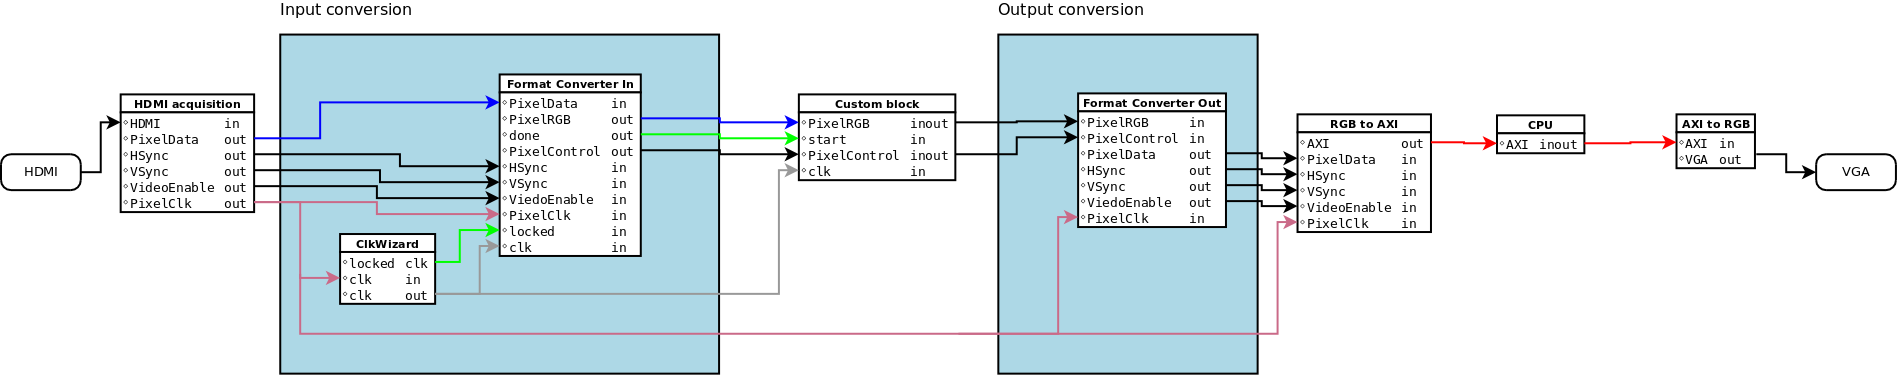 Input conversion
Output conversion
HDMI
HDMI acquisition
HDMI in
PixelData out
HSync out
VSync out
VideoEnable out
PixelClk out
ClkWizard
locked clk
clk in
clk out
Format Converter In
PixelData in
PixelRGB out
done out
PixelControl out
HSync in
VSync in
ViedoEnable in
PixelClk in
locked in
clk in
Custom block
PixelRGB inout
start in
PixelControl inout
clk in
Format Converter Out
PixelRGB in
PixelControl in
PixelData out
HSync out
VSync out
ViedoEnable out
PixelClk in
RGB to AXI
AXI out
PixelData in
HSync in
VSync in
VideoEnable in
PixelClk in
CPU
AXI inout
AXI to RGB
AXI in
VGA out
VGA